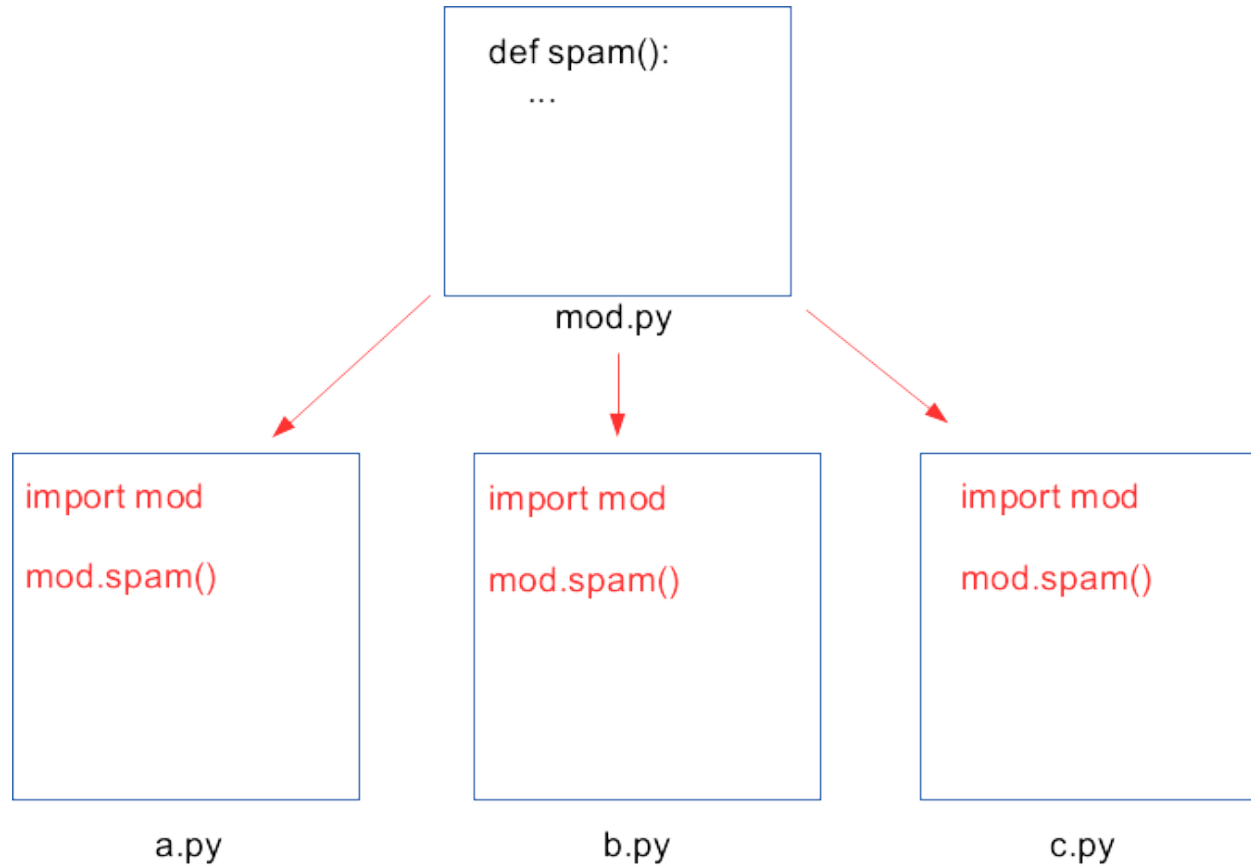 def spam():
...
mod.py
import mod
mod.spam()
a.py
import mod
mod.spam()
b.py
import mod
mod.spam()
c.py